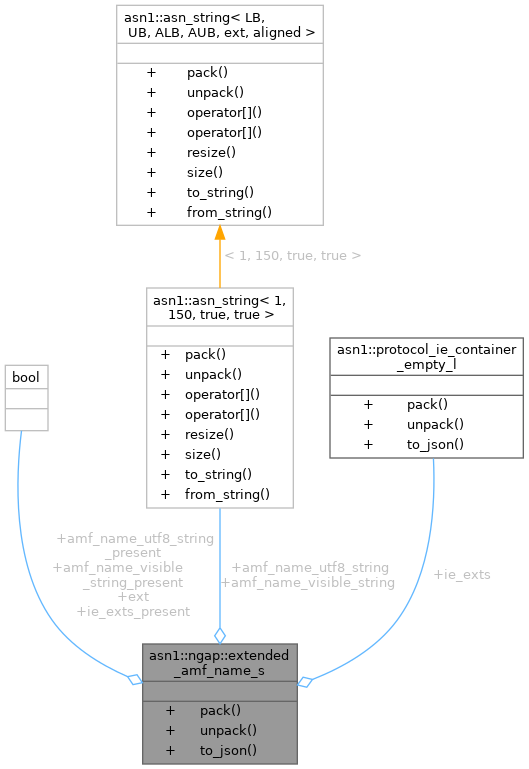 asn1::asn_string< LB,
UB, ALB, AUB, ext, aligned >
+ pack()
+ unpack()
+ operator[]()
+ operator[]()
+ resize()
+ size()
+ to_string()
+ from_string()
< 1, 150, true, true >
asn1::asn_string< 1,
150, true, true >
+ pack()
+ unpack()
+ operator[]()
+ operator[]()
+ resize()
+ size()
+ to_string()
+ from_string()
asn1::protocol_ie_container
_empty_l
+ pack()
+ unpack()
+ to_json()
bool
+amf_name_utf8_string
_present
+amf_name_visible
_string_present
+ext
+ie_exts_present
+amf_name_utf8_string
+amf_name_visible_string
+ie_exts
asn1::ngap::extended
_amf_name_s
+ pack()
+ unpack()
+ to_json()